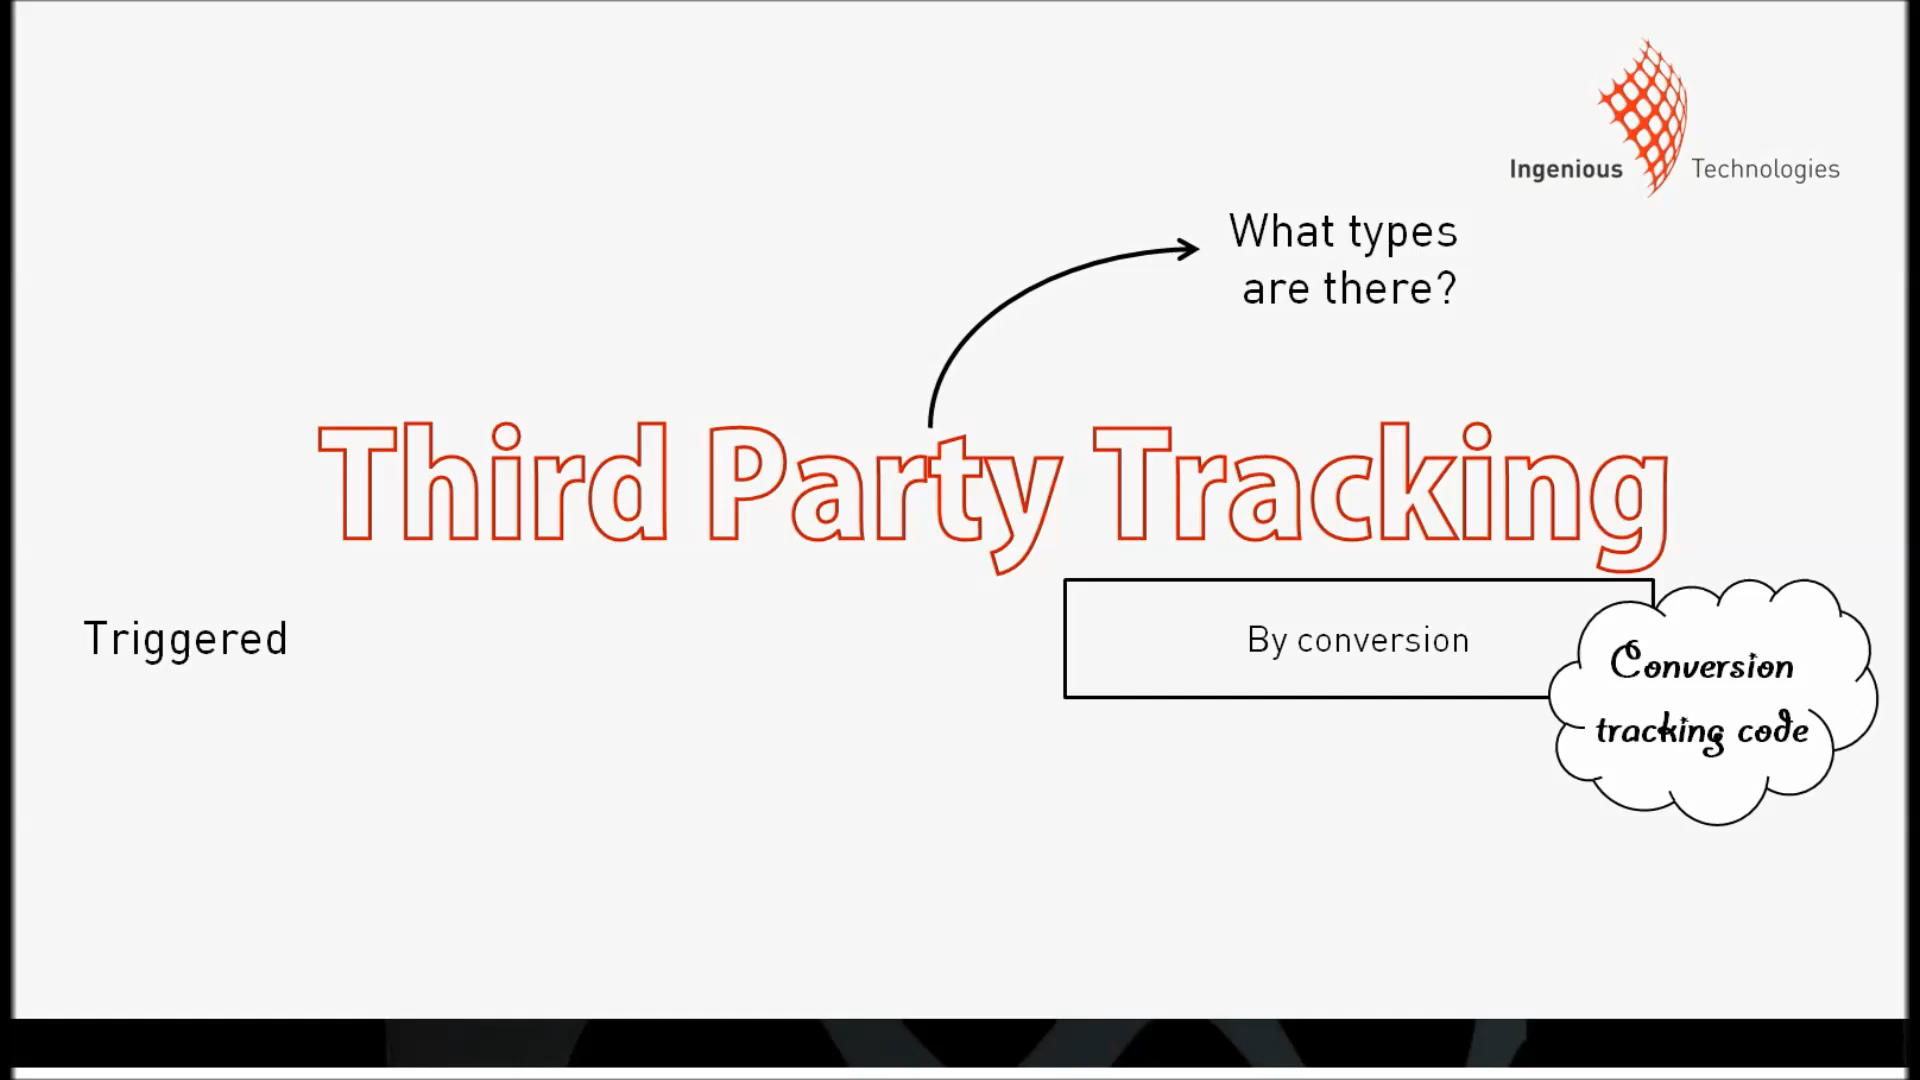 Ingenious Technologies
What types
are there?
Third Party Tracking
Triggered
By conversion
Conversion
tracking code